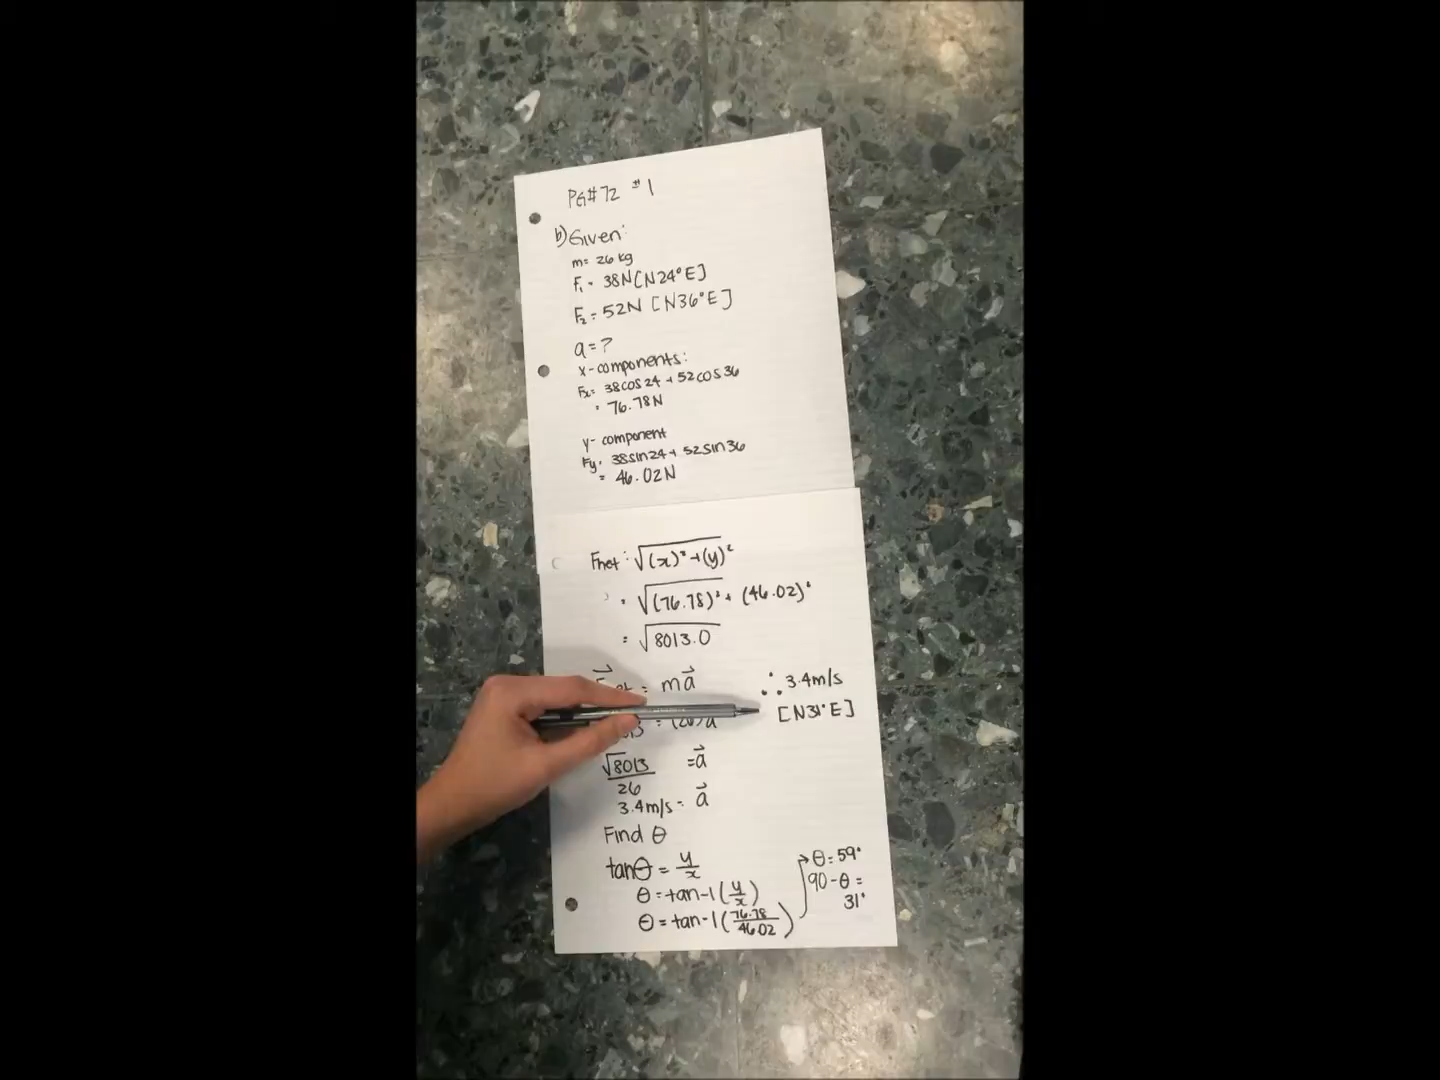 PG#72 #1
b) Given:
m= 26 kg
F₁ = 38N [N24°E]
F₂ = 52N [N36°E]
a = ?
x-components:
Fx= 38cos24 + 52cos36
= 76.78N
y- component
Fy= 38sin24 + 52sin36
= 46.02N
Fnet = √(x)² + (y)²
= √(76.78)² + (46.02)²
= √8013.0
= ma⃗
∴ 3.4m/s
[N31°E]
√8013 / 26 = a⃗
3.4m/s = a⃗
Find θ
tanθ = y/x
θ = tan-1 (y/x)
θ = tan-1 (76.78/46.02)
→ θ = 59°
90 - θ =
31°